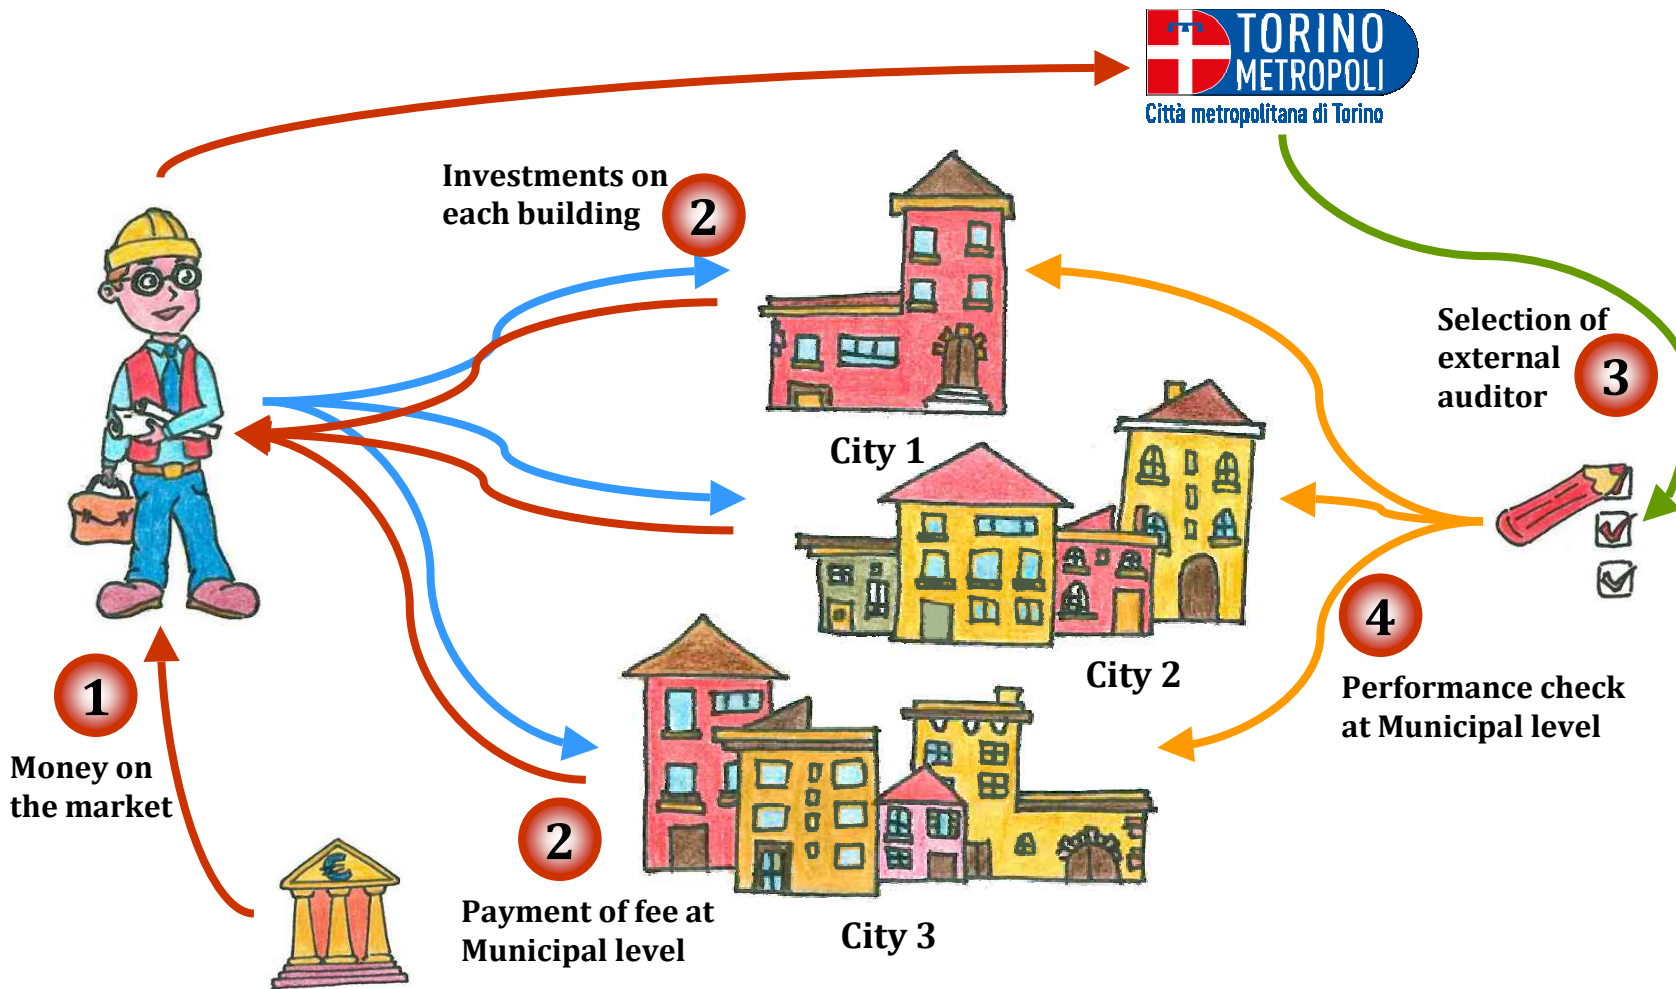 TORINO
METROPOLI
Città metropolitana di Torino
Investments on
each building
2
Selection of
external
auditor
3
City 1
City 2
4
Performance check
at Municipal level
1
Money on
the market
€
2
Payment of fee at
Municipal level
City 3